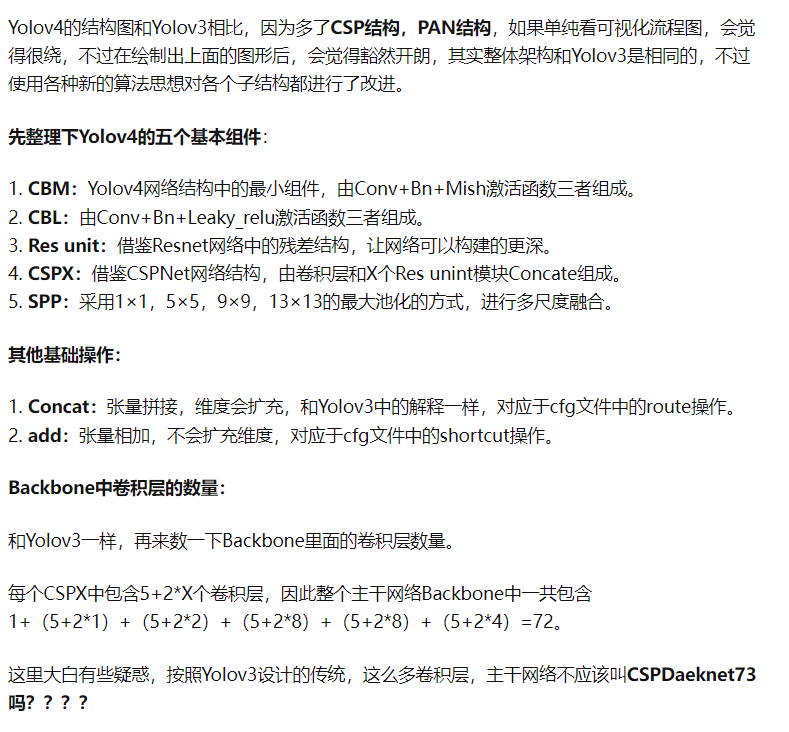 Yolov4的结构图和Yolov3相比，因为多了CSP结构，PAN结构，如果单纯看可视化流程图，会觉
得很绕，不过在绘制出上面的图形后，会觉得豁然开朗，其实整体架构和Yolov3是相同的，不过
使用各种新的算法思想对各个子结构都进行了改进。
先整理下Yolov4的五个基本组件：
1. CBM：Yolov4网络结构中的最小组件，由Conv+Bn+Mish激活函数三者组成。
2. CBL：由Conv+Bn+Leaky_relu激活函数三者组成。
3. Res unit：借鉴Resnet网络中的残差结构，让网络可以构建的更深。
4. CSPX：借鉴CSPNet网络结构，由卷积层和X个Res unint模块Concate组成。
5. SPP：采用1×1，5×5，9×9，13×13的最大池化的方式，进行多尺度融合。
其他基础操作：
1. Concat：张量拼接，维度会扩充，和Yolov3中的解释一样，对应于cfg文件中的route操作。
2. add：张量相加，不会扩充维度，对应于cfg文件中的shortcut操作。
Backbone中卷积层的数量：
和Yolov3一样，再来数一下Backbone里面的卷积层数量。
每个CSPX中包含5+2*X个卷积层，因此整个主干网络Backbone中一共包含
1+（5+2*1）+（5+2*2）+（5+2*8）+（5+2*8）+（5+2*4）=72。
这里大白有些疑惑，按照Yolov3设计的传统，这么多卷积层，主干网络不应该叫CSPDaeknet73
吗？？？？